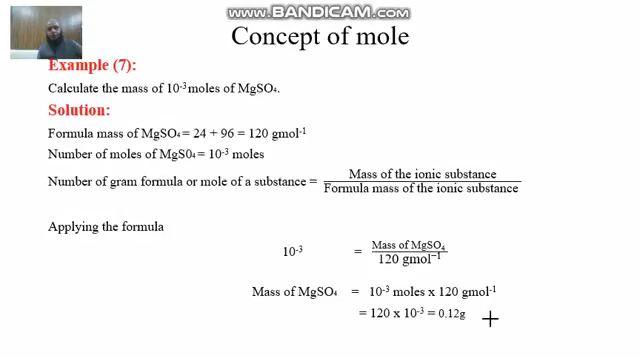 WWW.BANDICAM.COM
Concept of mole
Example (7):
Calculate the mass of 10⁻³ moles of MgSO₄.
Solution:
Formula mass of MgSO₄ = 24 + 96 = 120 gmol⁻¹
Number of moles of MgS0₄ = 10⁻³ moles
Number of gram formula or mole of a substance = Mass of the ionic substance
Formula mass of the ionic substance
Applying the formula
10⁻³ = Mass of MgSO₄
120 gmol⁻¹
Mass of MgSO₄ = 10⁻³ moles x 120 gmol⁻¹
= 120 x 10⁻³ = 0.12g